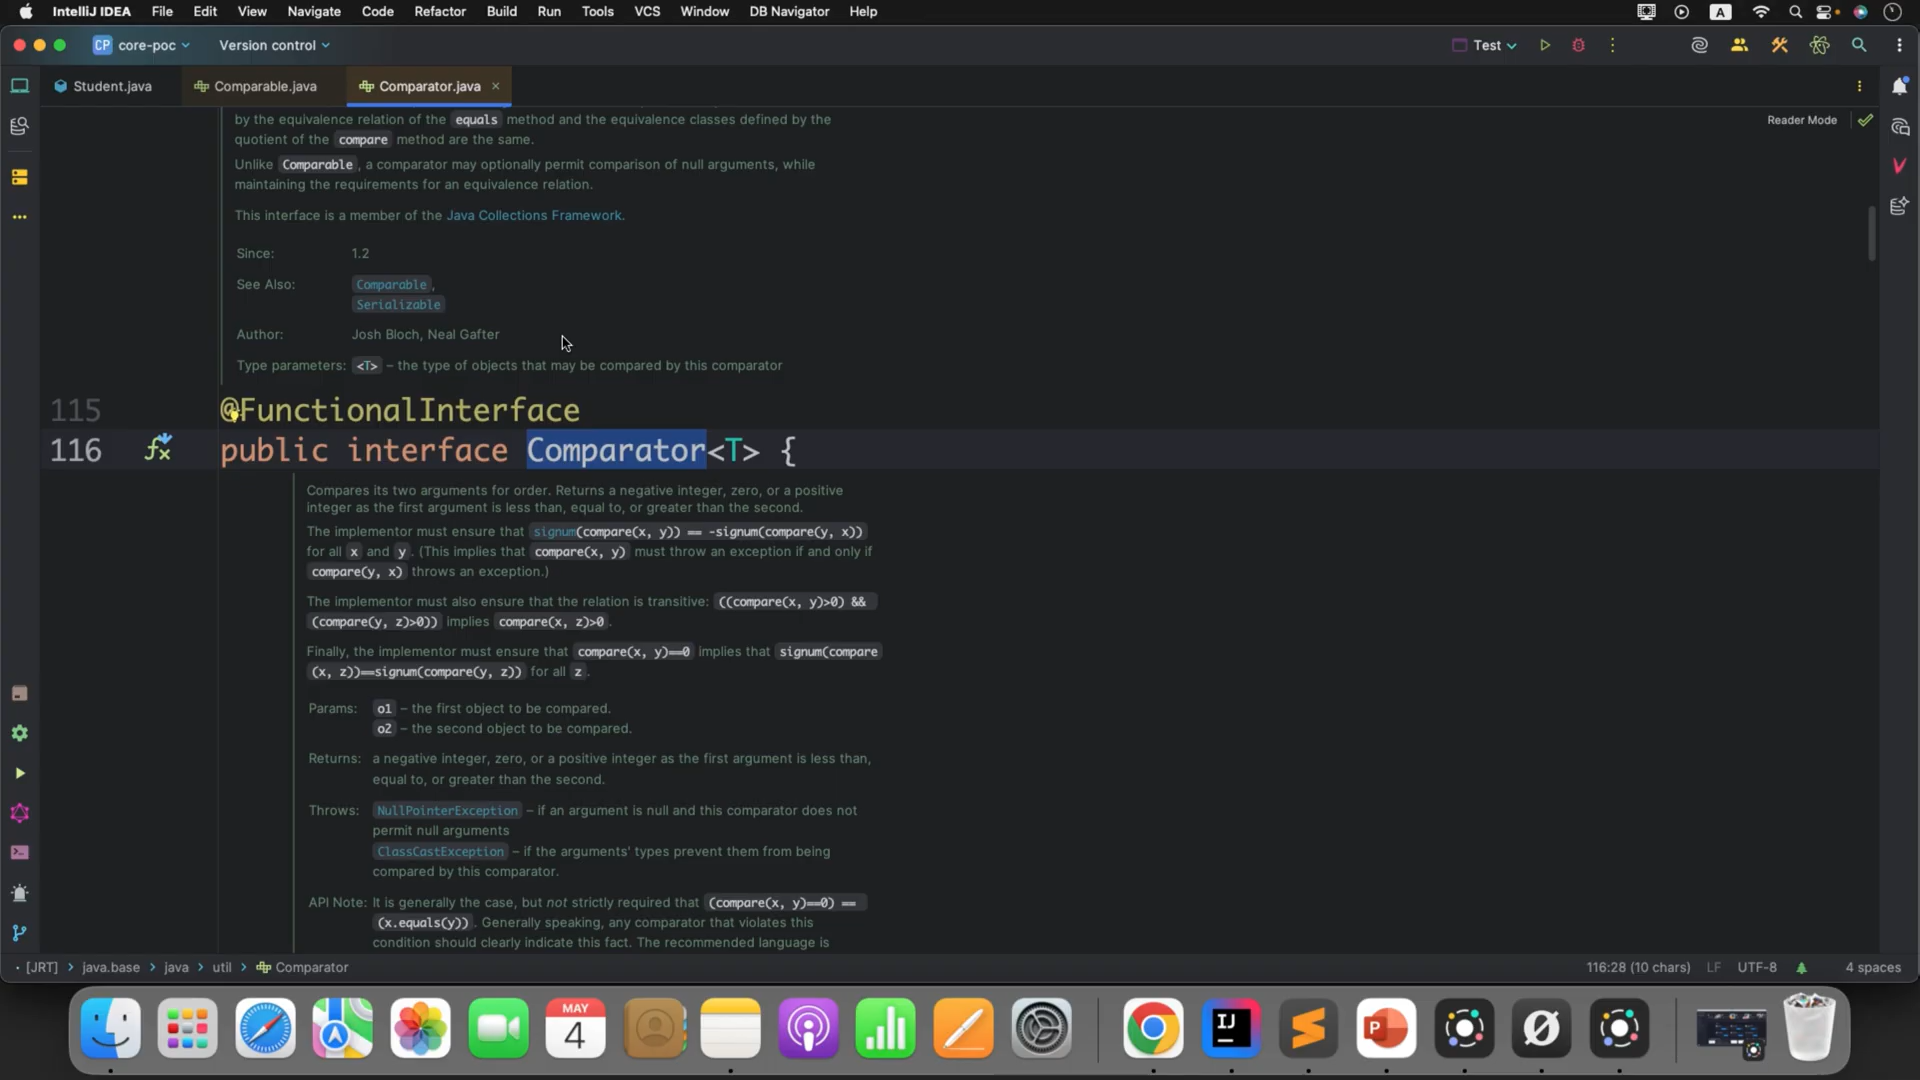 IntelliJ IDEA File Edit View Navigate Code Refactor Build Run Tools VCS Window DB Navigator Help A
CP core-poc Version control Test
Student.java Comparable.java Comparator.java
Reader Mode
by the equivalence relation of the equals method and the equivalence classes defined by the
quotient of the compare method are the same.
Unlike Comparable, a comparator may optionally permit comparison of null arguments, while
maintaining the requirements for an equivalence relation.
This interface is a member of the Java Collections Framework.
Since: 1.2
See Also: Comparable,
Serializable
Author: Josh Bloch, Neal Gafter
Type parameters: <T> – the type of objects that may be compared by this comparator
115 @FunctionalInterface
116 public interface Comparator<T> {
Compares its two arguments for order. Returns a negative integer, zero, or a positive
integer as the first argument is less than, equal to, or greater than the second.
The implementor must ensure that signum(compare(x, y)) == -signum(compare(y, x))
for all x and y. (This implies that compare(x, y) must throw an exception if and only if
compare(y, x) throws an exception.)
The implementor must also ensure that the relation is transitive: ((compare(x, y)>0) &&
(compare(y, z)>0)) implies compare(x, z)>0.
Finally, the implementor must ensure that compare(x, y)==0 implies that signum(compare
(x, z))==signum(compare(y, z)) for all z.
Params: o1 – the first object to be compared.
o2 – the second object to be compared.
Returns: a negative integer, zero, or a positive integer as the first argument is less than,
equal to, or greater than the second.
Throws: NullPointerException – if an argument is null and this comparator does not
permit null arguments
ClassCastException – if the arguments' types prevent them from being
compared by this comparator.
API Note: It is generally the case, but not strictly required that (compare(x, y)==0) ==
(x.equals(y)). Generally speaking, any comparator that violates this
condition should clearly indicate this fact. The recommended language is
[JRT] > java.base > java > util > Comparator 116:28 (10 chars) LF UTF-8 4 spaces
MAY
4
IJ
P